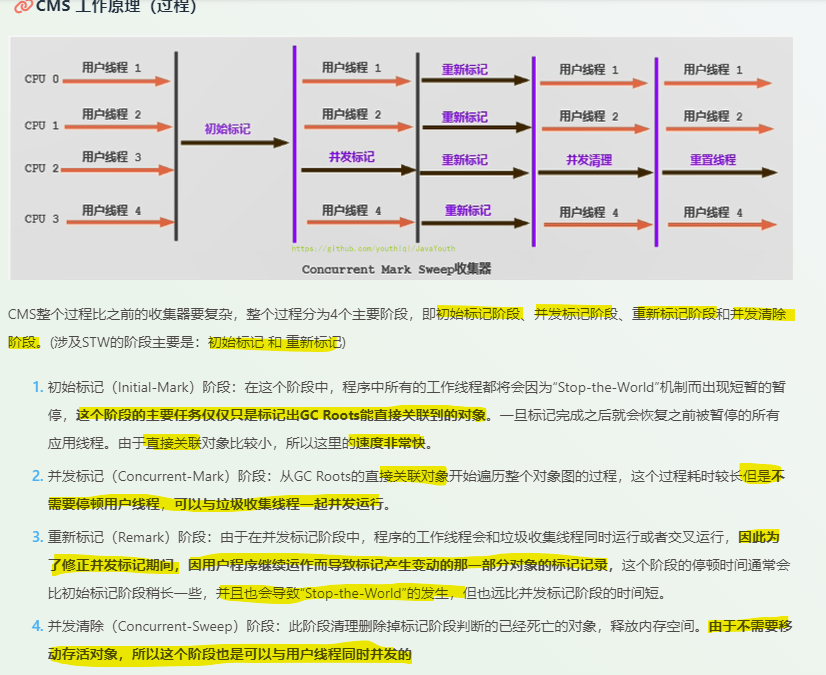 CMS 工作原理（过程）
用户线程 1 用户线程 1 重新标记 用户线程 1 用户线程 1
CPU 0
用户线程 2 用户线程 2 重新标记 用户线程 2 用户线程 2
CPU 1 初始标记
用户线程 3 并发标记 重新标记 并发清理 重置线程
CPU 2
用户线程 4 用户线程 4 重新标记 用户线程 4 用户线程 4
CPU 3
https://github.com/youthlql/JavaYouth
Concurrent Mark Sweep收集器
CMS整个过程比之前的收集器要复杂，整个过程分为4个主要阶段，即初始标记阶段、并发标记阶段、重新标记阶段和并发清除
阶段。(涉及STW的阶段主要是：初始标记 和 重新标记)
1. 初始标记（Initial-Mark）阶段：在这个阶段中，程序中所有的工作线程都将会因为“Stop-the-World”机制而出现短暂的暂
停，这个阶段的主要任务仅仅只是标记出GC Roots能直接关联到的对象。一旦标记完成之后就会恢复之前被暂停的所有
应用线程。由于直接关联对象比较小，所以这里的速度非常快。
2. 并发标记（Concurrent-Mark）阶段：从GC Roots的直接关联对象开始遍历整个对象图的过程，这个过程耗时较长但是不
需要停顿用户线程，可以与垃圾收集线程一起并发运行。
3. 重新标记（Remark）阶段：由于在并发标记阶段中，程序的工作线程会和垃圾收集线程同时运行或者交叉运行，因此为
了修正并发标记期间，因用户程序继续运作而导致标记产生变动的那一部分对象的标记记录，这个阶段的停顿时间通常会
比初始标记阶段稍长一些，并且也会导致“Stop-the-World”的发生，但也远比并发标记阶段的时间短。
4. 并发清除（Concurrent-Sweep）阶段：此阶段清理删除掉标记阶段判断的已经死亡的对象，释放内存空间。由于不需要移
动存活对象，所以这个阶段也是可以与用户线程同时并发的